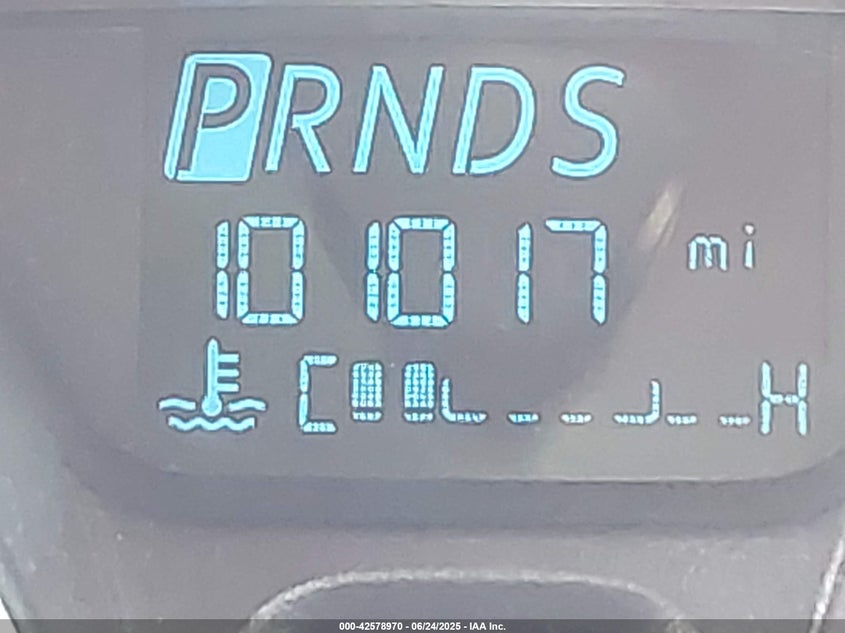 PRNDS
101017 mi
C H
000-42578970 - 06/24/2025 - IAA Inc.